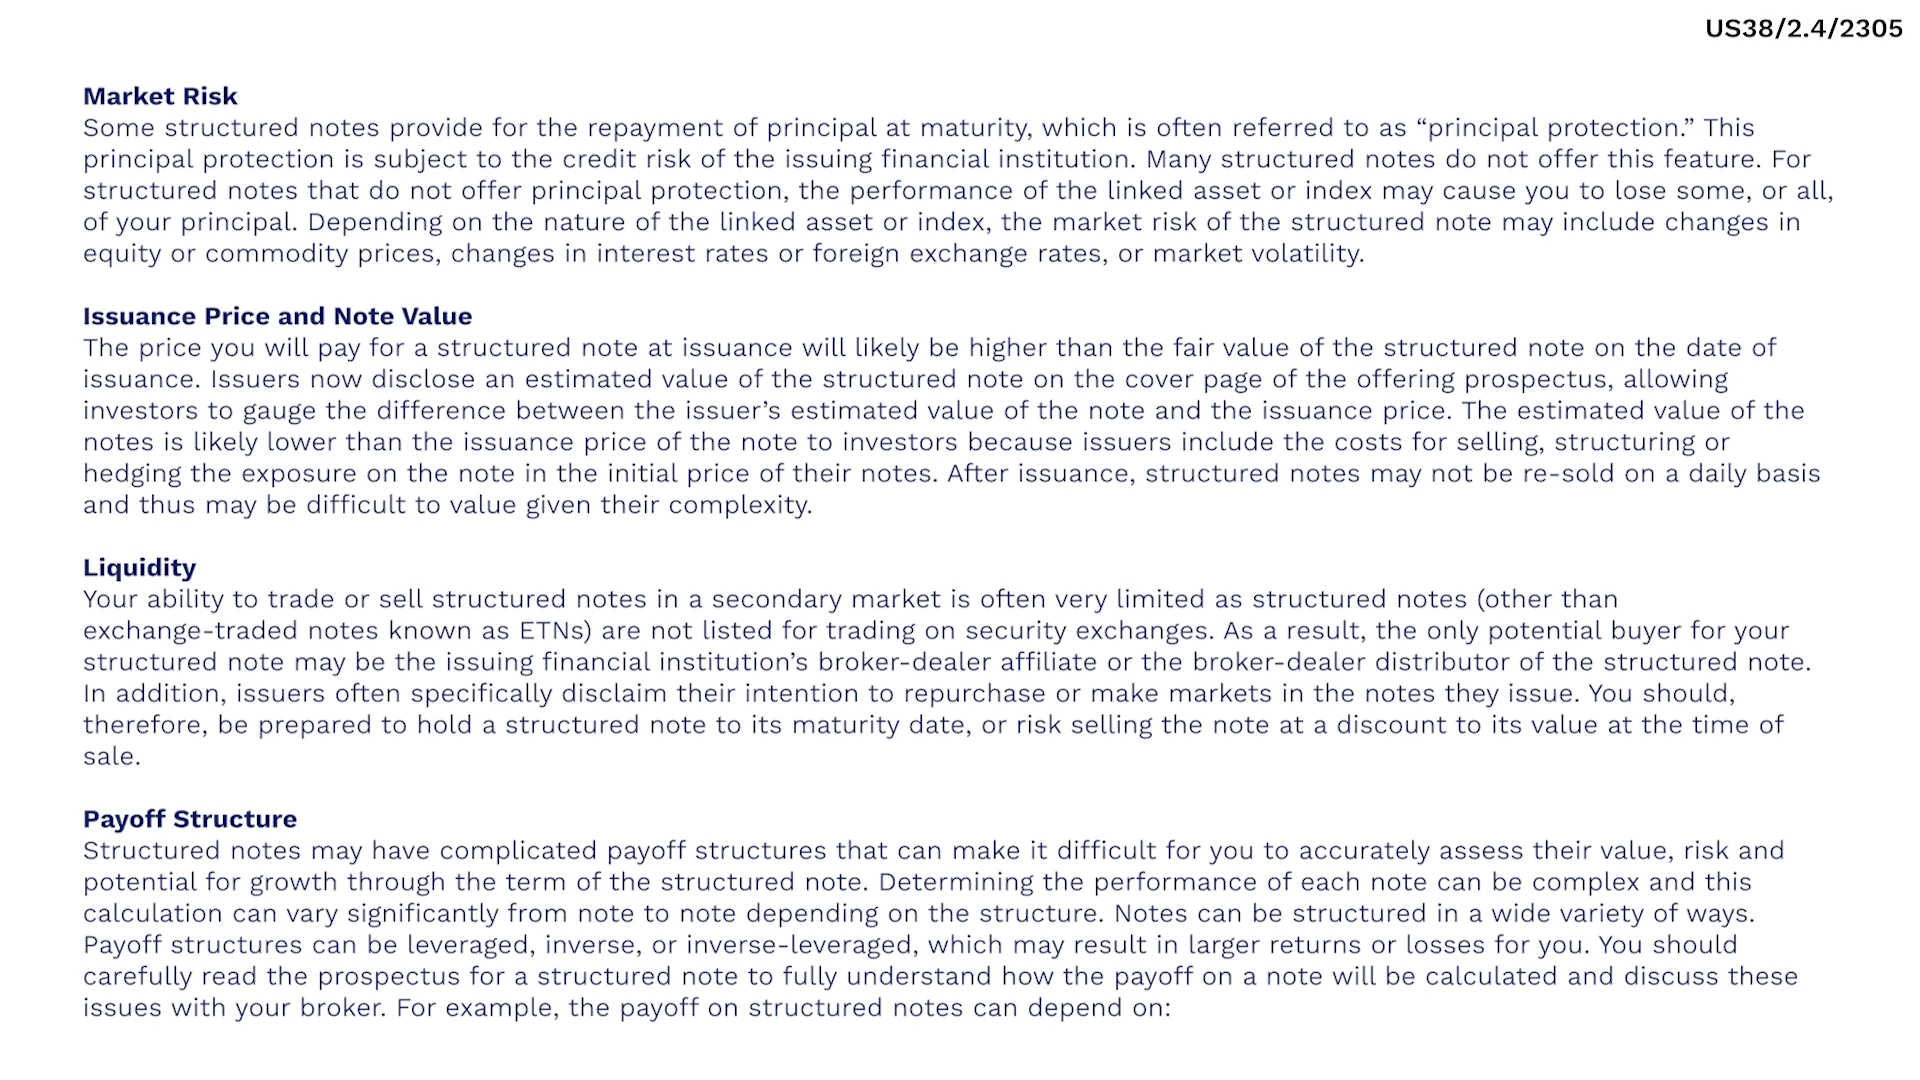 US38/2.4/2305
Market Risk
Some structured notes provide for the repayment of principal at maturity, which is often referred to as “principal protection.” This
principal protection is subject to the credit risk of the issuing financial institution. Many structured notes do not offer this feature. For
structured notes that do not offer principal protection, the performance of the linked asset or index may cause you to lose some, or all,
of your principal. Depending on the nature of the linked asset or index, the market risk of the structured note may include changes in
equity or commodity prices, changes in interest rates or foreign exchange rates, or market volatility.
Issuance Price and Note Value
The price you will pay for a structured note at issuance will likely be higher than the fair value of the structured note on the date of
issuance. Issuers now disclose an estimated value of the structured note on the cover page of the offering prospectus, allowing
investors to gauge the difference between the issuer’s estimated value of the note and the issuance price. The estimated value of the
notes is likely lower than the issuance price of the note to investors because issuers include the costs for selling, structuring or
hedging the exposure on the note in the initial price of their notes. After issuance, structured notes may not be re-sold on a daily basis
and thus may be difficult to value given their complexity.
Liquidity
Your ability to trade or sell structured notes in a secondary market is often very limited as structured notes (other than
exchange-traded notes known as ETNs) are not listed for trading on security exchanges. As a result, the only potential buyer for your
structured note may be the issuing financial institution’s broker-dealer affiliate or the broker-dealer distributor of the structured note.
In addition, issuers often specifically disclaim their intention to repurchase or make markets in the notes they issue. You should,
therefore, be prepared to hold a structured note to its maturity date, or risk selling the note at a discount to its value at the time of
sale.
Payoff Structure
Structured notes may have complicated payoff structures that can make it difficult for you to accurately assess their value, risk and
potential for growth through the term of the structured note. Determining the performance of each note can be complex and this
calculation can vary significantly from note to note depending on the structure. Notes can be structured in a wide variety of ways.
Payoff structures can be leveraged, inverse, or inverse-leveraged, which may result in larger returns or losses for you. You should
carefully read the prospectus for a structured note to fully understand how the payoff on a note will be calculated and discuss these
issues with your broker. For example, the payoff on structured notes can depend on: